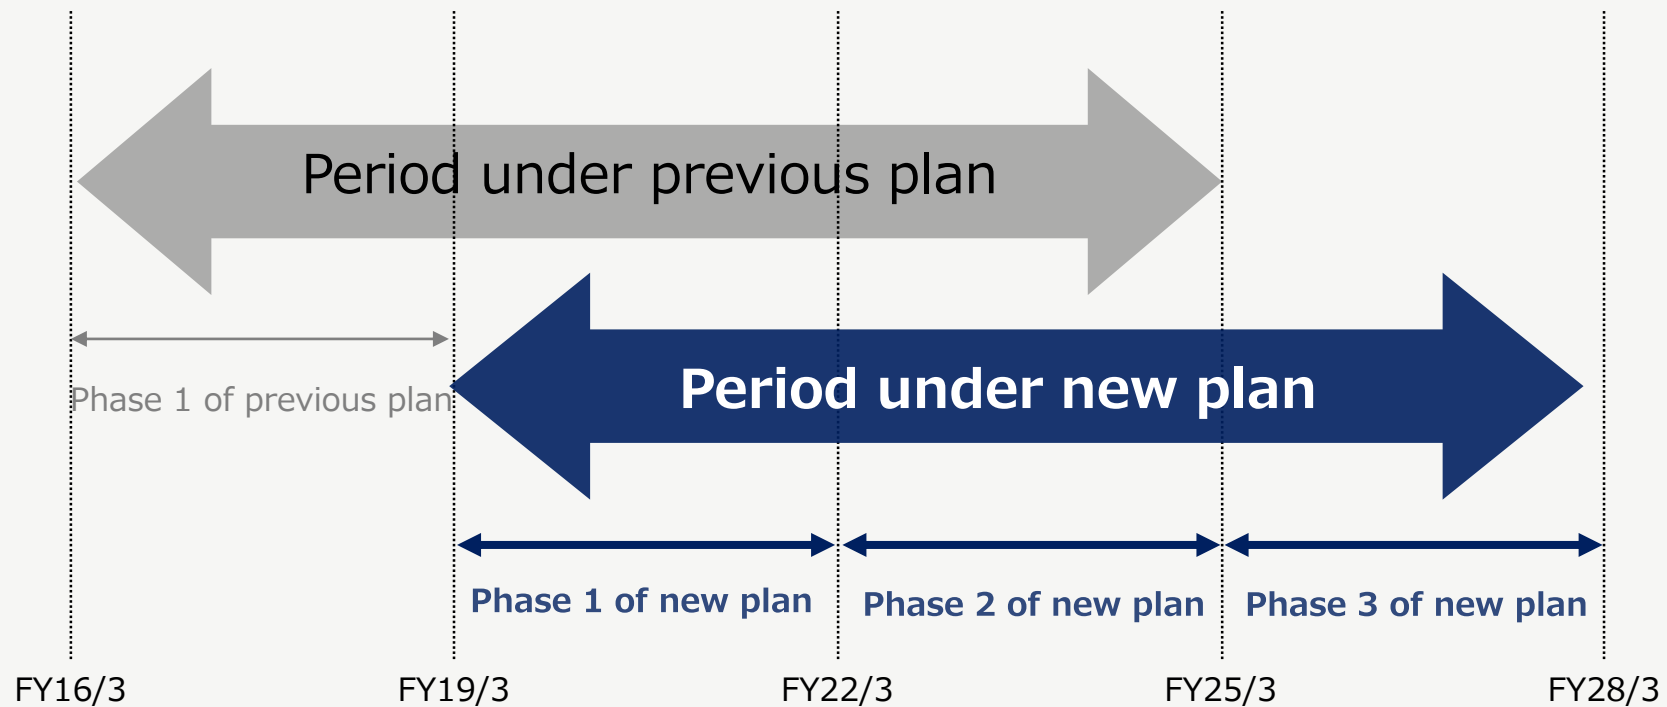 Period under previous plan
Phase 1 of previous plan
Period under new plan
Phase 1 of new plan
Phase 2 of new plan
Phase 3 of new plan
FY16/3
FY19/3
FY22/3
FY25/3
FY28/3